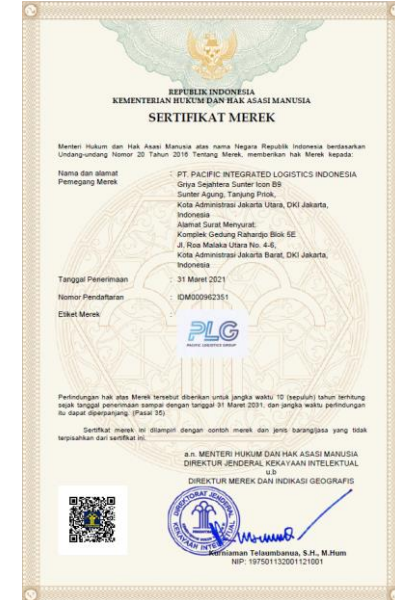 REPUBLIK INDONESIA
KEMENTERIAN HUKUM DAN HAK ASASI MANUSIA
SERTIFIKAT MEREK
Menteri Hukum dan Hak Asasi Manusia atas nama Negara Republik Indonesia berdasarkan
Undang-undang Nomor 20 Tahun 2016 Tentang Merek, memberikan hak Merek kepada:
Nama dan alamat Pemegang Merek : PT. PACIFIC INTEGRATED LOGISTICS INDONESIA
Griya Sejahtera Sunter Icon B9
Sunter Agung, Tanjung Priok,
Kota Administrasi Jakarta Utara, DKI Jakarta,
Indonesia
Alamat Surat Menyurat:
Komplek Gedung Rahardjo Blok 5E
Jl. Roa Malaka Utara No. 4-6,
Kota Administrasi Jakarta Barat, DKI Jakarta,
Indonesia
Tanggal Penerimaan : 31 Maret 2021
Nomor Pendaftaran : IDM000962351
Etiket Merek :
PLG
PACIFIC LOGISTICS GROUP
Perlindungan hak atas Merek tersebut diberikan untuk jangka waktu 10 (sepuluh) tahun terhitung
sejak tanggal penerimaan sampai dengan tanggal 31 Maret 2031, dan jangka waktu perlindungan
itu dapat diperpanjang. (Pasal 35)
Sertifikat merek ini dilampiri dengan contoh merek dan jenis barang/jasa yang tidak
terpisahkan dari sertifikat ini.
a.n. MENTERI HUKUM DAN HAK ASASI MANUSIA
DIREKTUR JENDERAL KEKAYAAN INTELEKTUAL
u.b
DIREKTUR MEREK DAN INDIKASI GEOGRAFIS
DIREKTORAT JENDERAL
KEKAYAAN INTELEKTUAL
Kurniaman Telaumbanua, S.H., M.Hum
NIP: 197501132001121001